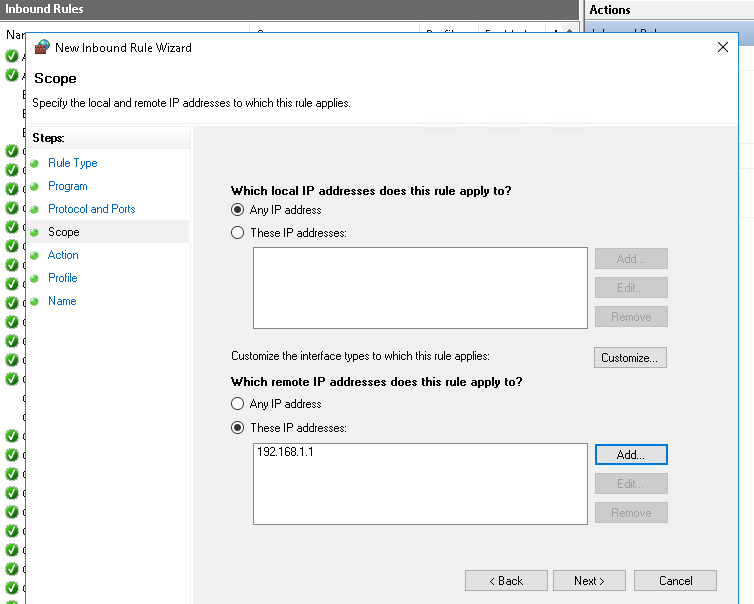 Inbound Rules
Actions
New Inbound Rule Wizard
Scope
Specify the local and remote IP addresses to which this rule applies.
Steps:
Rule Type
Program
Protocol and Ports
Scope
Action
Profile
Name
Which local IP addresses does this rule apply to?
Any IP address
These IP addresses:
Add...
Edit...
Remove
Customize the interface types to which this rule applies:
Customize...
Which remote IP addresses does this rule apply to?
Any IP address
These IP addresses:
192.168.1.1
Add...
Edit...
Remove
< Back
Next >
Cancel